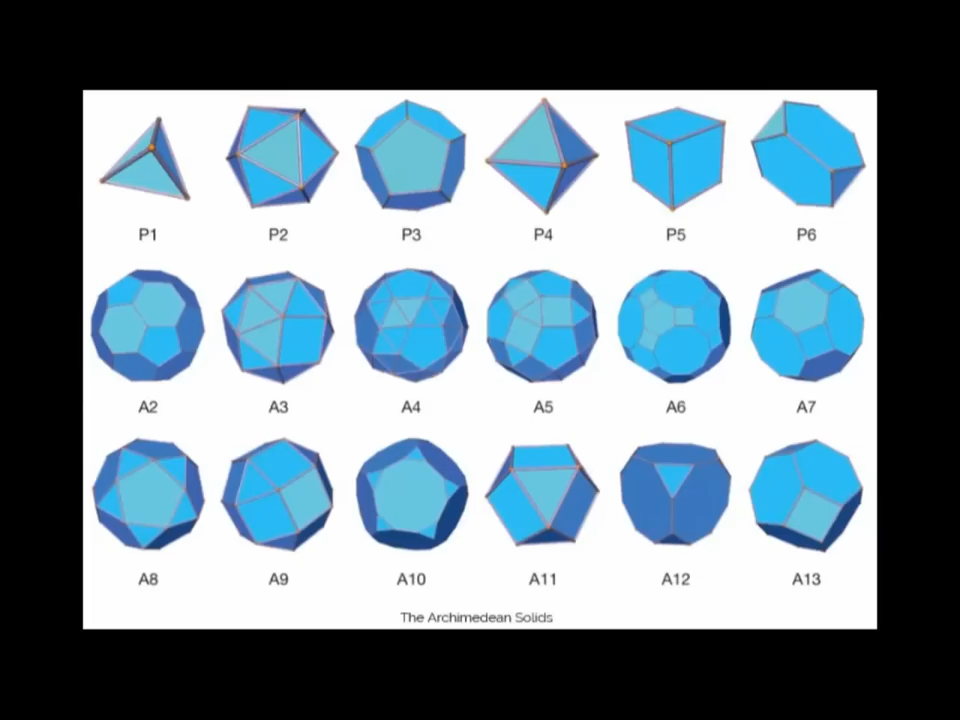 P1 P2 P3 P4 P5 P6
A2 A3 A4 A5 A6 A7
A8 A9 A10 A11 A12 A13
The Archimedean Solids